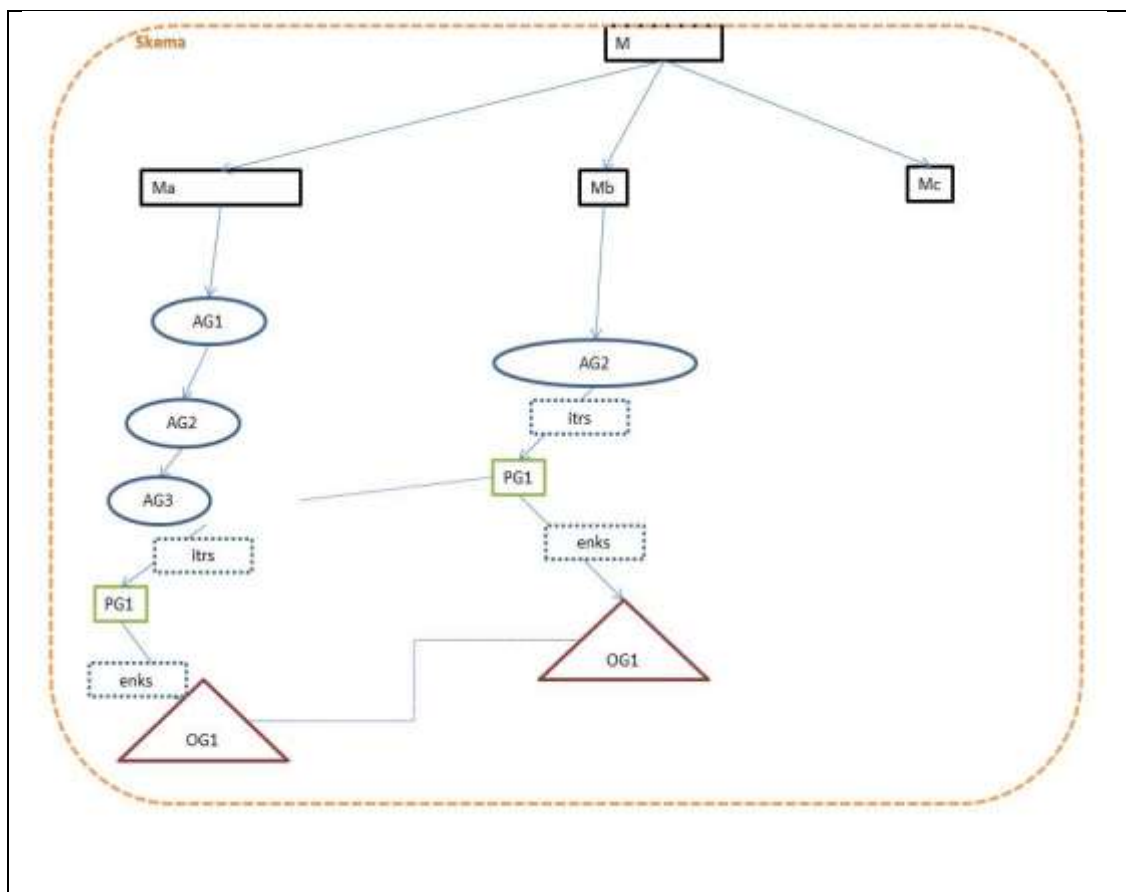 Skema
M
Ma
Mb
Mc
AG1
AG2
AG2
itrs
AG3
PG1
itrs
enks
PG1
enks
OG1
OG1